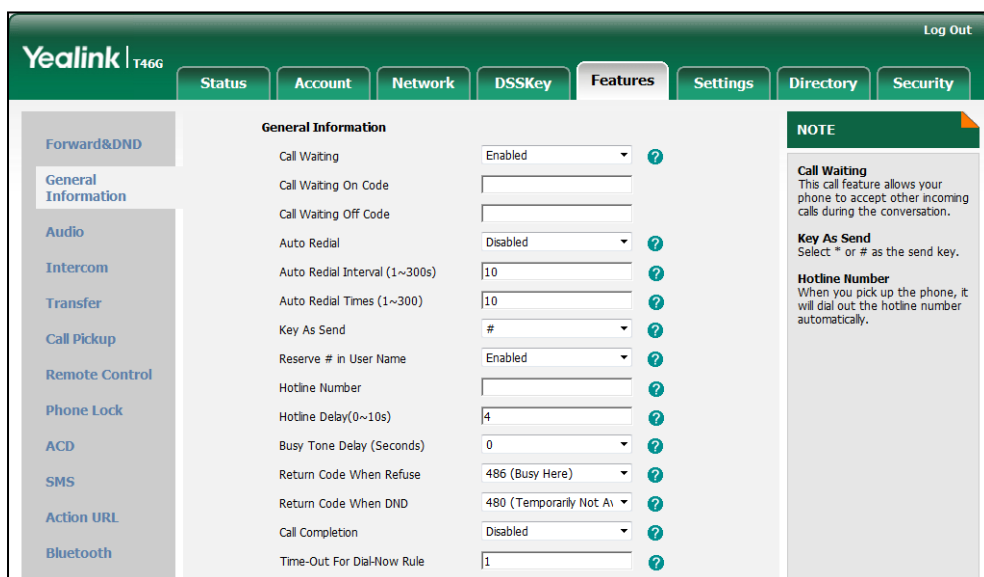 Log Out
Yealink | T46G
Status Account Network DSSKey Features Settings Directory Security
Forward&DND
General
Information
Audio
Intercom
Transfer
Call Pickup
Remote Control
Phone Lock
ACD
SMS
Action URL
Bluetooth
General Information
Call Waiting Enabled ?
Call Waiting On Code
Call Waiting Off Code
Auto Redial Disabled ?
Auto Redial Interval (1~300s) 10 ?
Auto Redial Times (1~300) 10 ?
Key As Send # ?
Reserve # in User Name Enabled ?
Hotline Number ?
Hotline Delay(0~10s) 4 ?
Busy Tone Delay (Seconds) 0 ?
Return Code When Refuse 486 (Busy Here) ?
Return Code When DND 480 (Temporarily Not Av ?
Call Completion Disabled ?
Time-Out For Dial-Now Rule 1 ?
NOTE
Call Waiting
This call feature allows your
phone to accept other incoming
calls during the conversation.
Key As Send
Select * or # as the send key.
Hotline Number
When you pick up the phone, it
will dial out the hotline number
automatically.